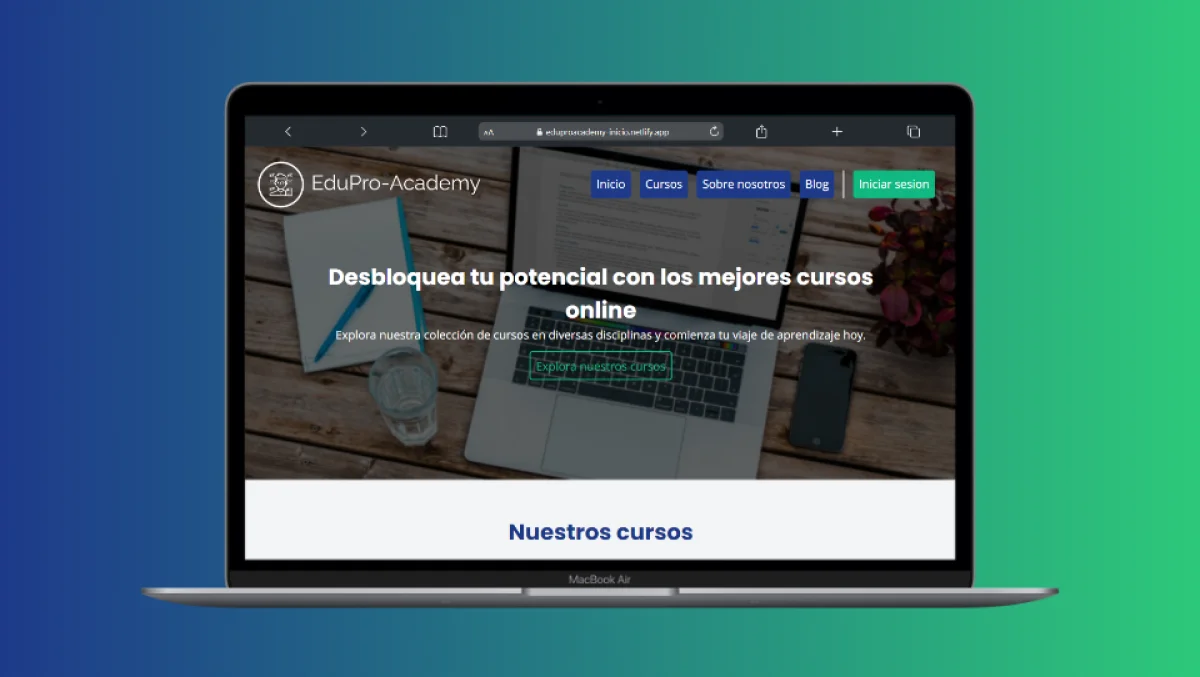 AA
eduproacademy-inicio.netlify.app
EduPro-Academy
Inicio
Cursos
Sobre nosotros
Blog
Iniciar sesion
Desbloquea tu potencial con los mejores cursos
online
Explora nuestra colección de cursos en diversas disciplinas y comienza tu viaje de aprendizaje hoy.
Explora nuestros cursos
Nuestros cursos
MacBook Air